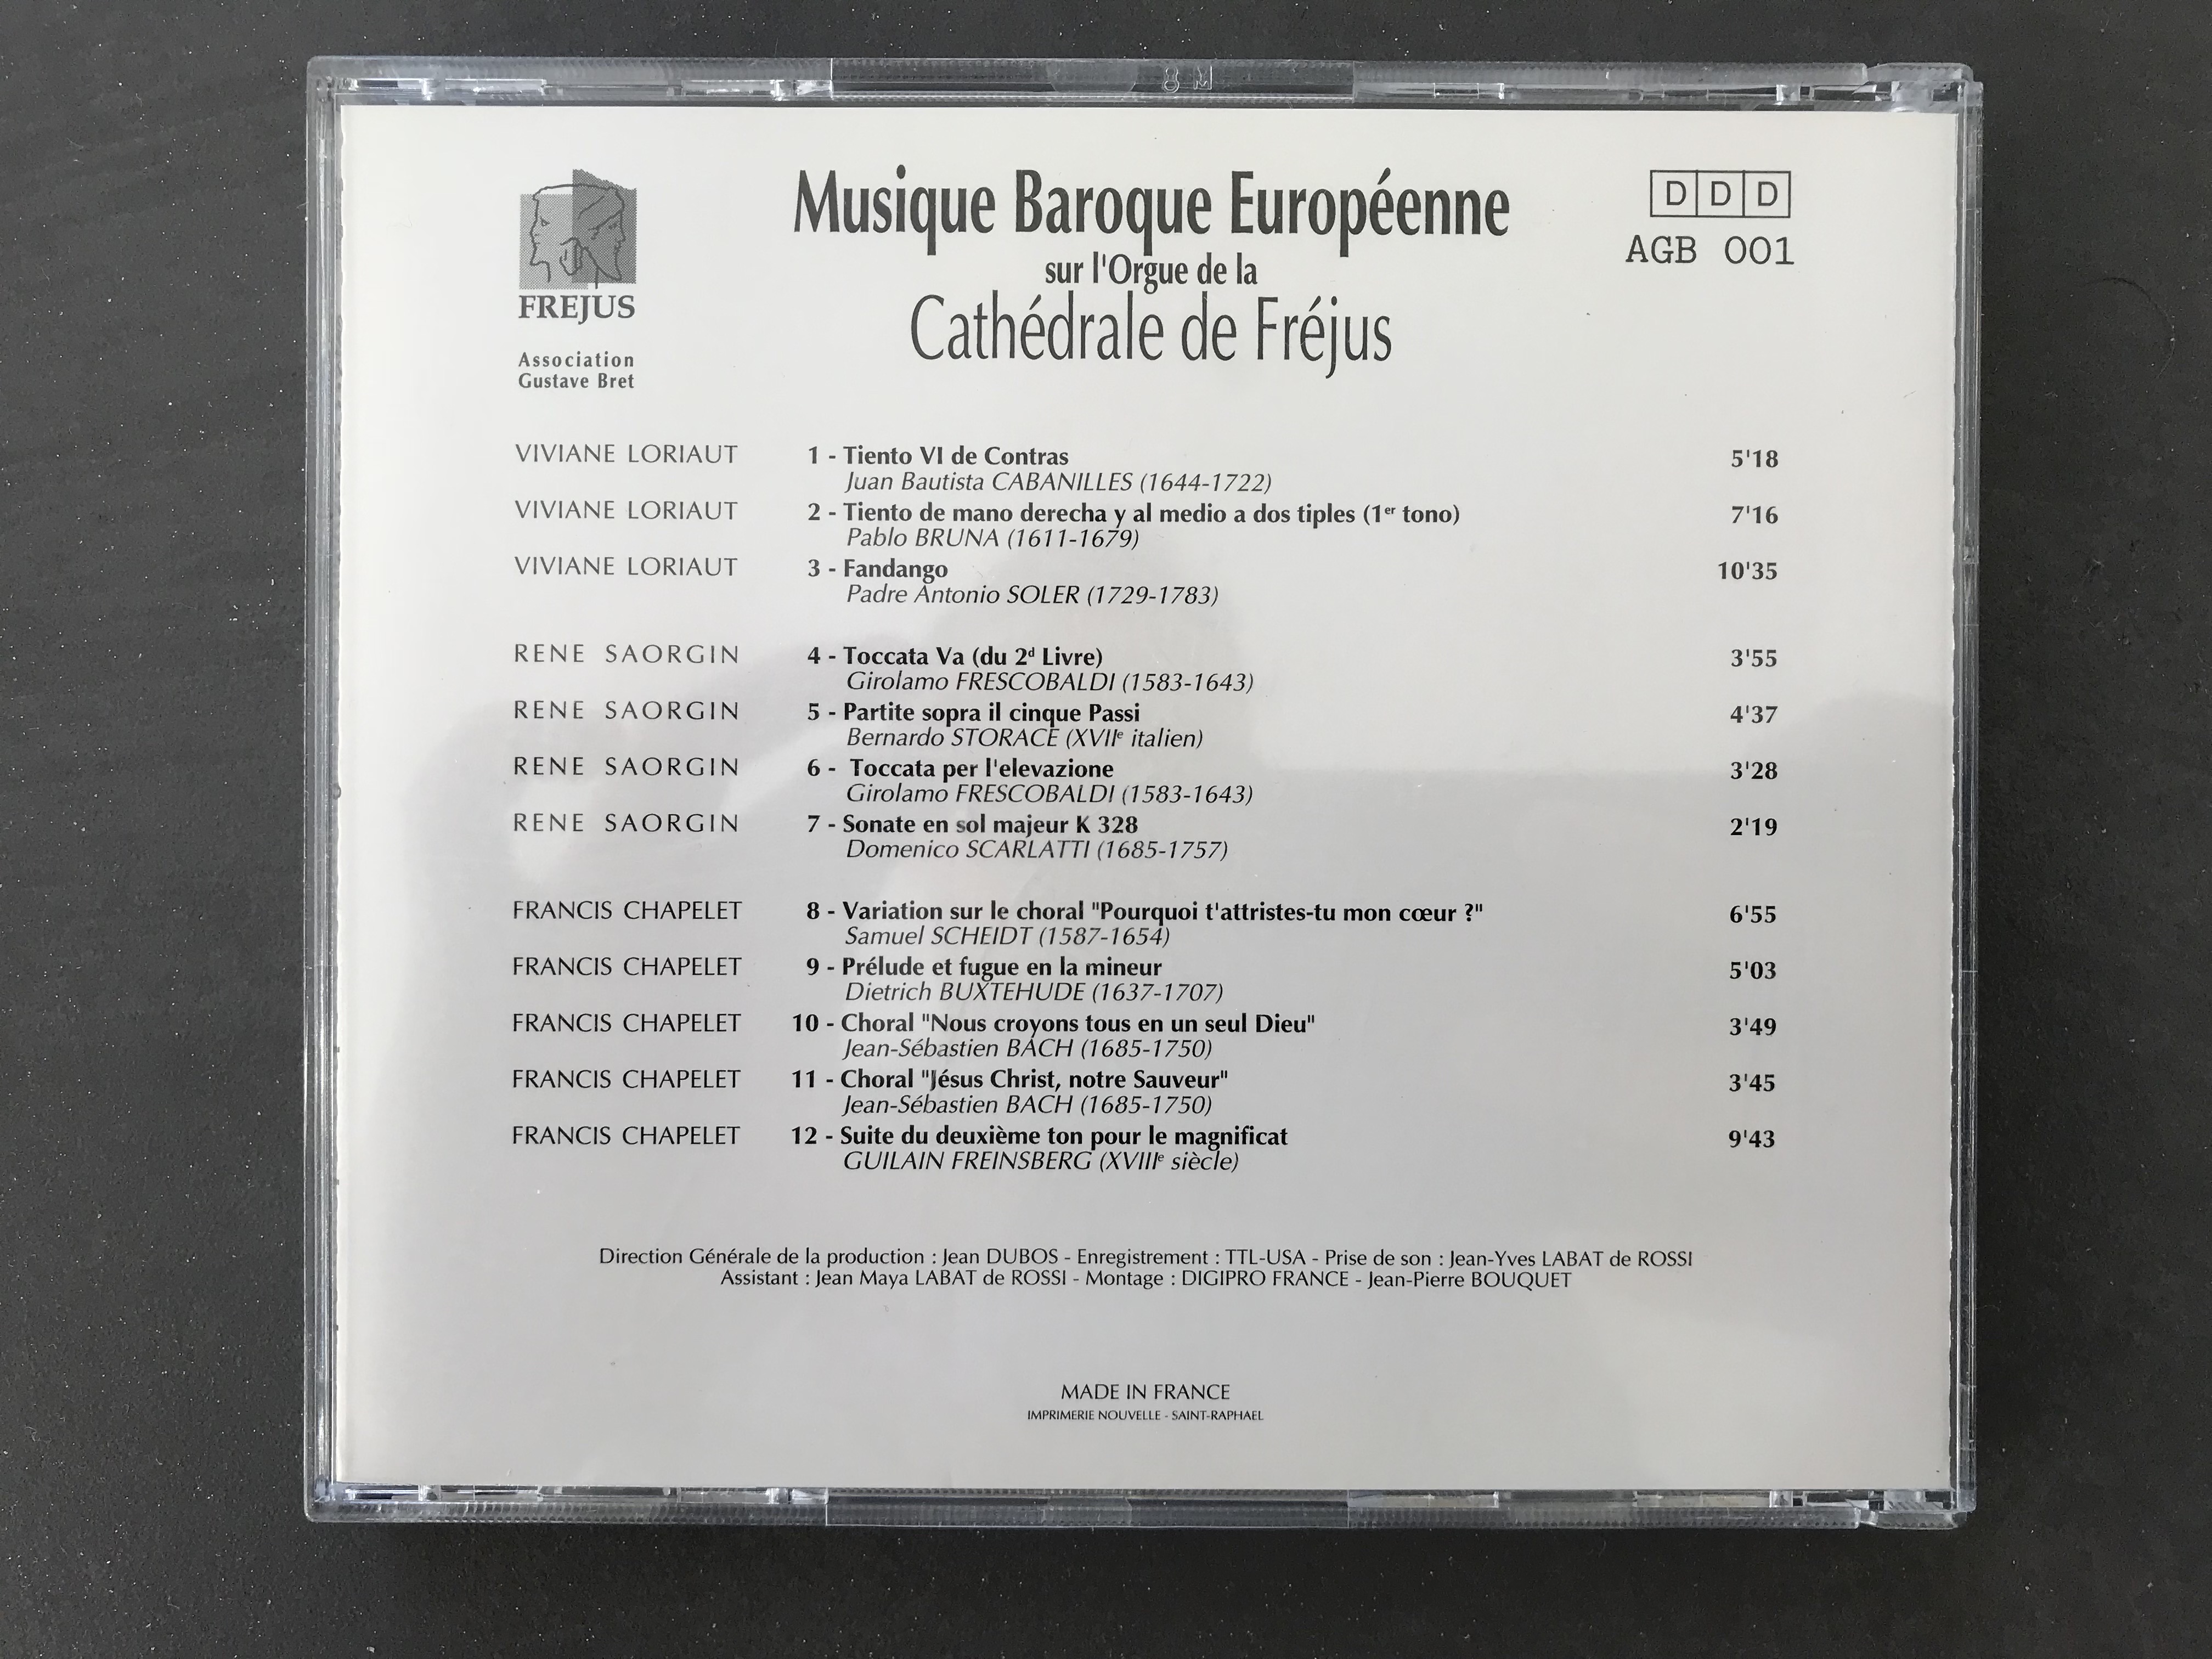 Musique Baroque Européenne
sur l'Orgue de la
Cathédrale de Fréjus
DDD
AGB 001
FREJUS
Association
Gustave Bret
VIVIANE LORIAUT 1 - Tiento VI de Contras 5'18
Juan Bautista CABANILLES (1644-1722)
VIVIANE LORIAUT 2 - Tiento de mano derecha y al medio a dos tiples (1er tono) 7'16
Pablo BRUNA (1611-1679)
VIVIANE LORIAUT 3 - Fandango 10'35
Padre Antonio SOLER (1729-1783)
RENE SAORGIN 4 - Toccata Va (du 2d Livre) 3'55
Girolamo FRESCOBALDI (1583-1643)
RENE SAORGIN 5 - Partite sopra il cinque Passi 4'37
Bernardo STORACE (XVIIe italien)
RENE SAORGIN 6 - Toccata per l'elevazione 3'28
Girolamo FRESCOBALDI (1583-1643)
RENE SAORGIN 7 - Sonate en sol majeur K 328 2'19
Domenico SCARLATTI (1685-1757)
FRANCIS CHAPELET 8 - Variation sur le choral "Pourquoi t'attristes-tu mon cœur ?" 6'55
Samuel SCHEIDT (1587-1654)
FRANCIS CHAPELET 9 - Prélude et fugue en la mineur 5'03
Dietrich BUXTEHUDE (1637-1707)
FRANCIS CHAPELET 10 - Choral "Nous croyons tous en un seul Dieu" 3'49
Jean-Sébastien BACH (1685-1750)
FRANCIS CHAPELET 11 - Choral "Jésus Christ, notre Sauveur" 3'45
Jean-Sébastien BACH (1685-1750)
FRANCIS CHAPELET 12 - Suite du deuxième ton pour le magnificat 9'43
GUILAIN FREINSBERG (XVIIIe siècle)
Direction Générale de la production : Jean DUBOS - Enregistrement : TTL-USA - Prise de son : Jean-Yves LABAT de ROSSI
Assistant : Jean Maya LABAT de ROSSI - Montage : DIGIPRO FRANCE - Jean-Pierre BOUQUET
MADE IN FRANCE
IMPRIMERIE NOUVELLE - SAINT-RAPHAEL